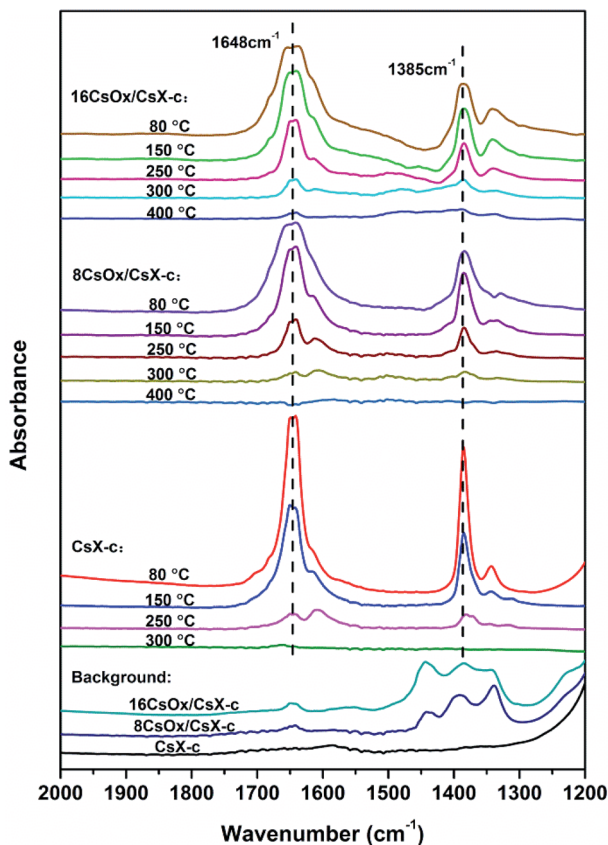 1648cm-1
1385cm-1
16CsOx/CsX-c:
80 °C
150 °C
250 °C
300 °C
400 °C
8CsOx/CsX-c:
80 °C
150 °C
250 °C
300 °C
400 °C
CsX-c:
80 °C
150 °C
250 °C
300 °C
Background:
16CsOx/CsX-c
8CsOx/CsX-c
CsX-c
Absorbance
2000 1900 1800 1700 1600 1500 1400 1300 1200
Wavenumber (cm-1)